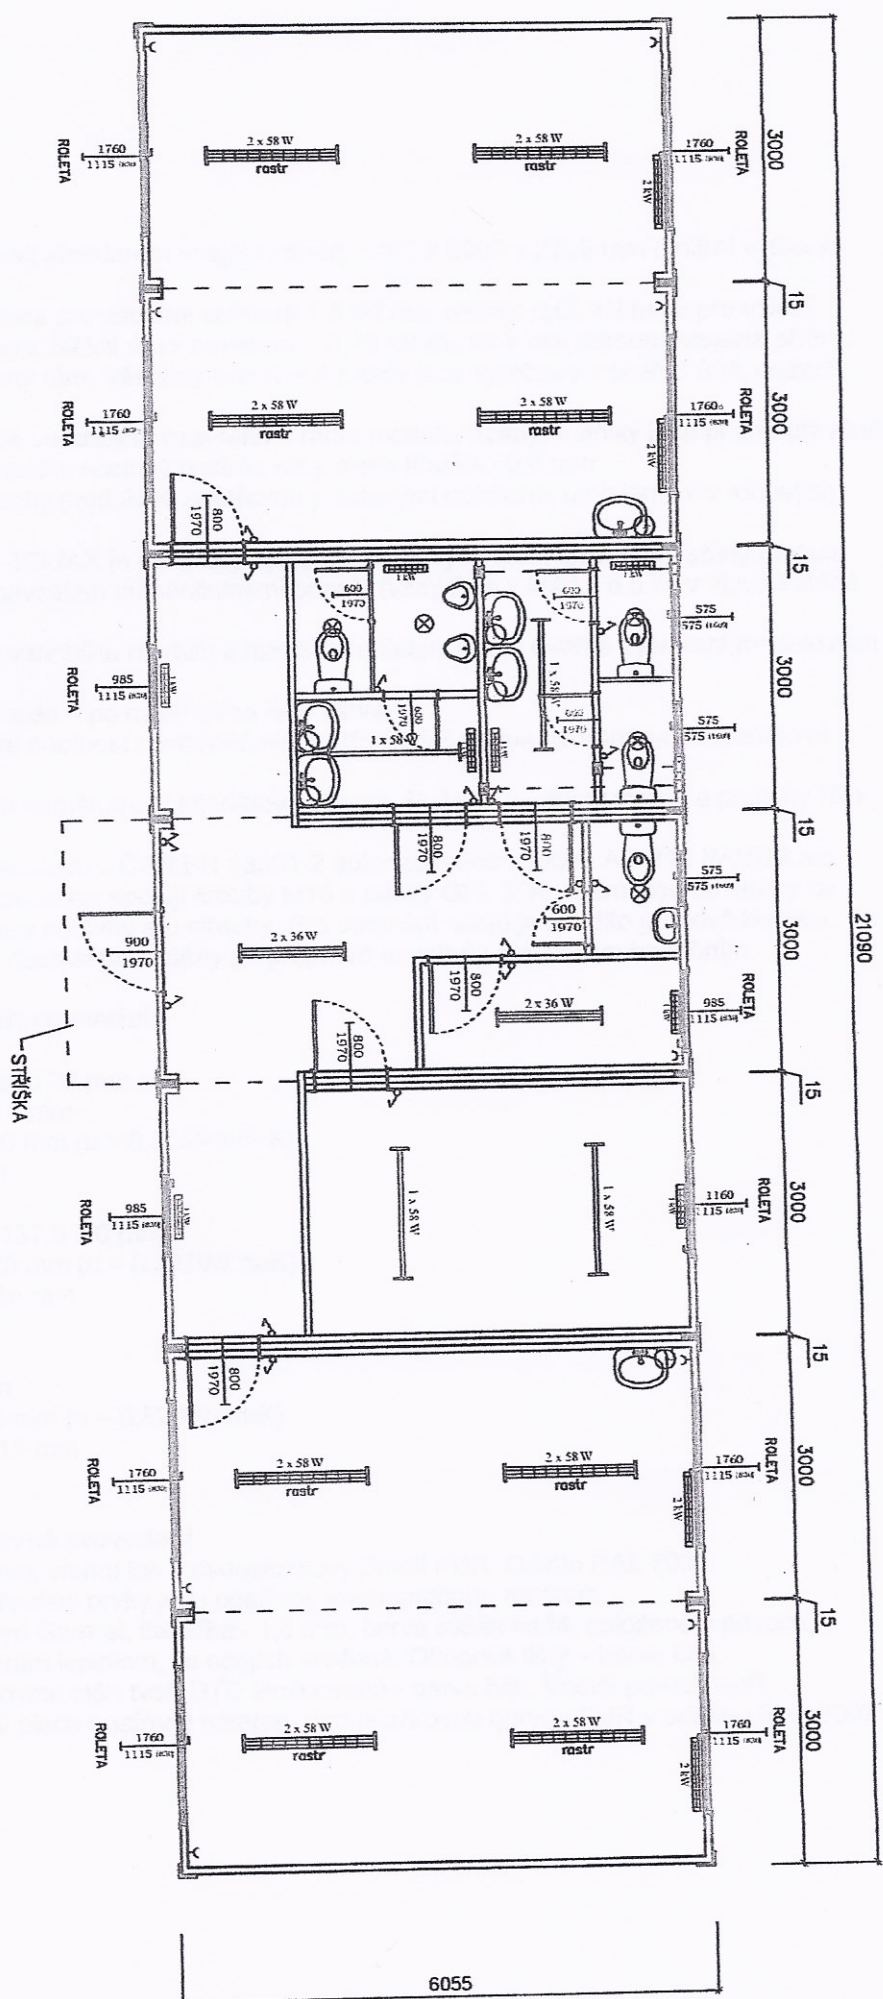 21090
3000
3000
3000
3000
3000
3000
3000
15
15
15
15
15
15
6055
ROLETA
1760
1115
2 x 58 W
rastr
2 x 58 W
rastr
1760
1115
ROLETA
2 kW
ROLETA
1760
1115
2 x 58 W
rastr
2 x 58 W
rastr
1760
1115
ROLETA
2 kW
800
1970
600
1970
1 kW
600
1970
1 kW
575
575
ROLETA
985
1115
1 kW
600
1970
1 x 58 W
1 x 58 W
600
1970
575
575
800
1970
800
1970
600
1970
575
575
900
1970
2 x 36 W
800
1970
2 x 36 W
985
1115
ROLETA
800
1970
STŘÍŠKA
ROLETA
985
1115
1 kW
1 x 58 W
1 x 58 W
1160
1115
ROLETA
1 kW
800
1970
ROLETA
1760
1115
2 x 58 W
rastr
2 x 58 W
rastr
1760
1115
ROLETA
2 kW
ROLETA
1760
1115
2 x 58 W
rastr
2 x 58 W
rastr
1760
1115
ROLETA
2 kW